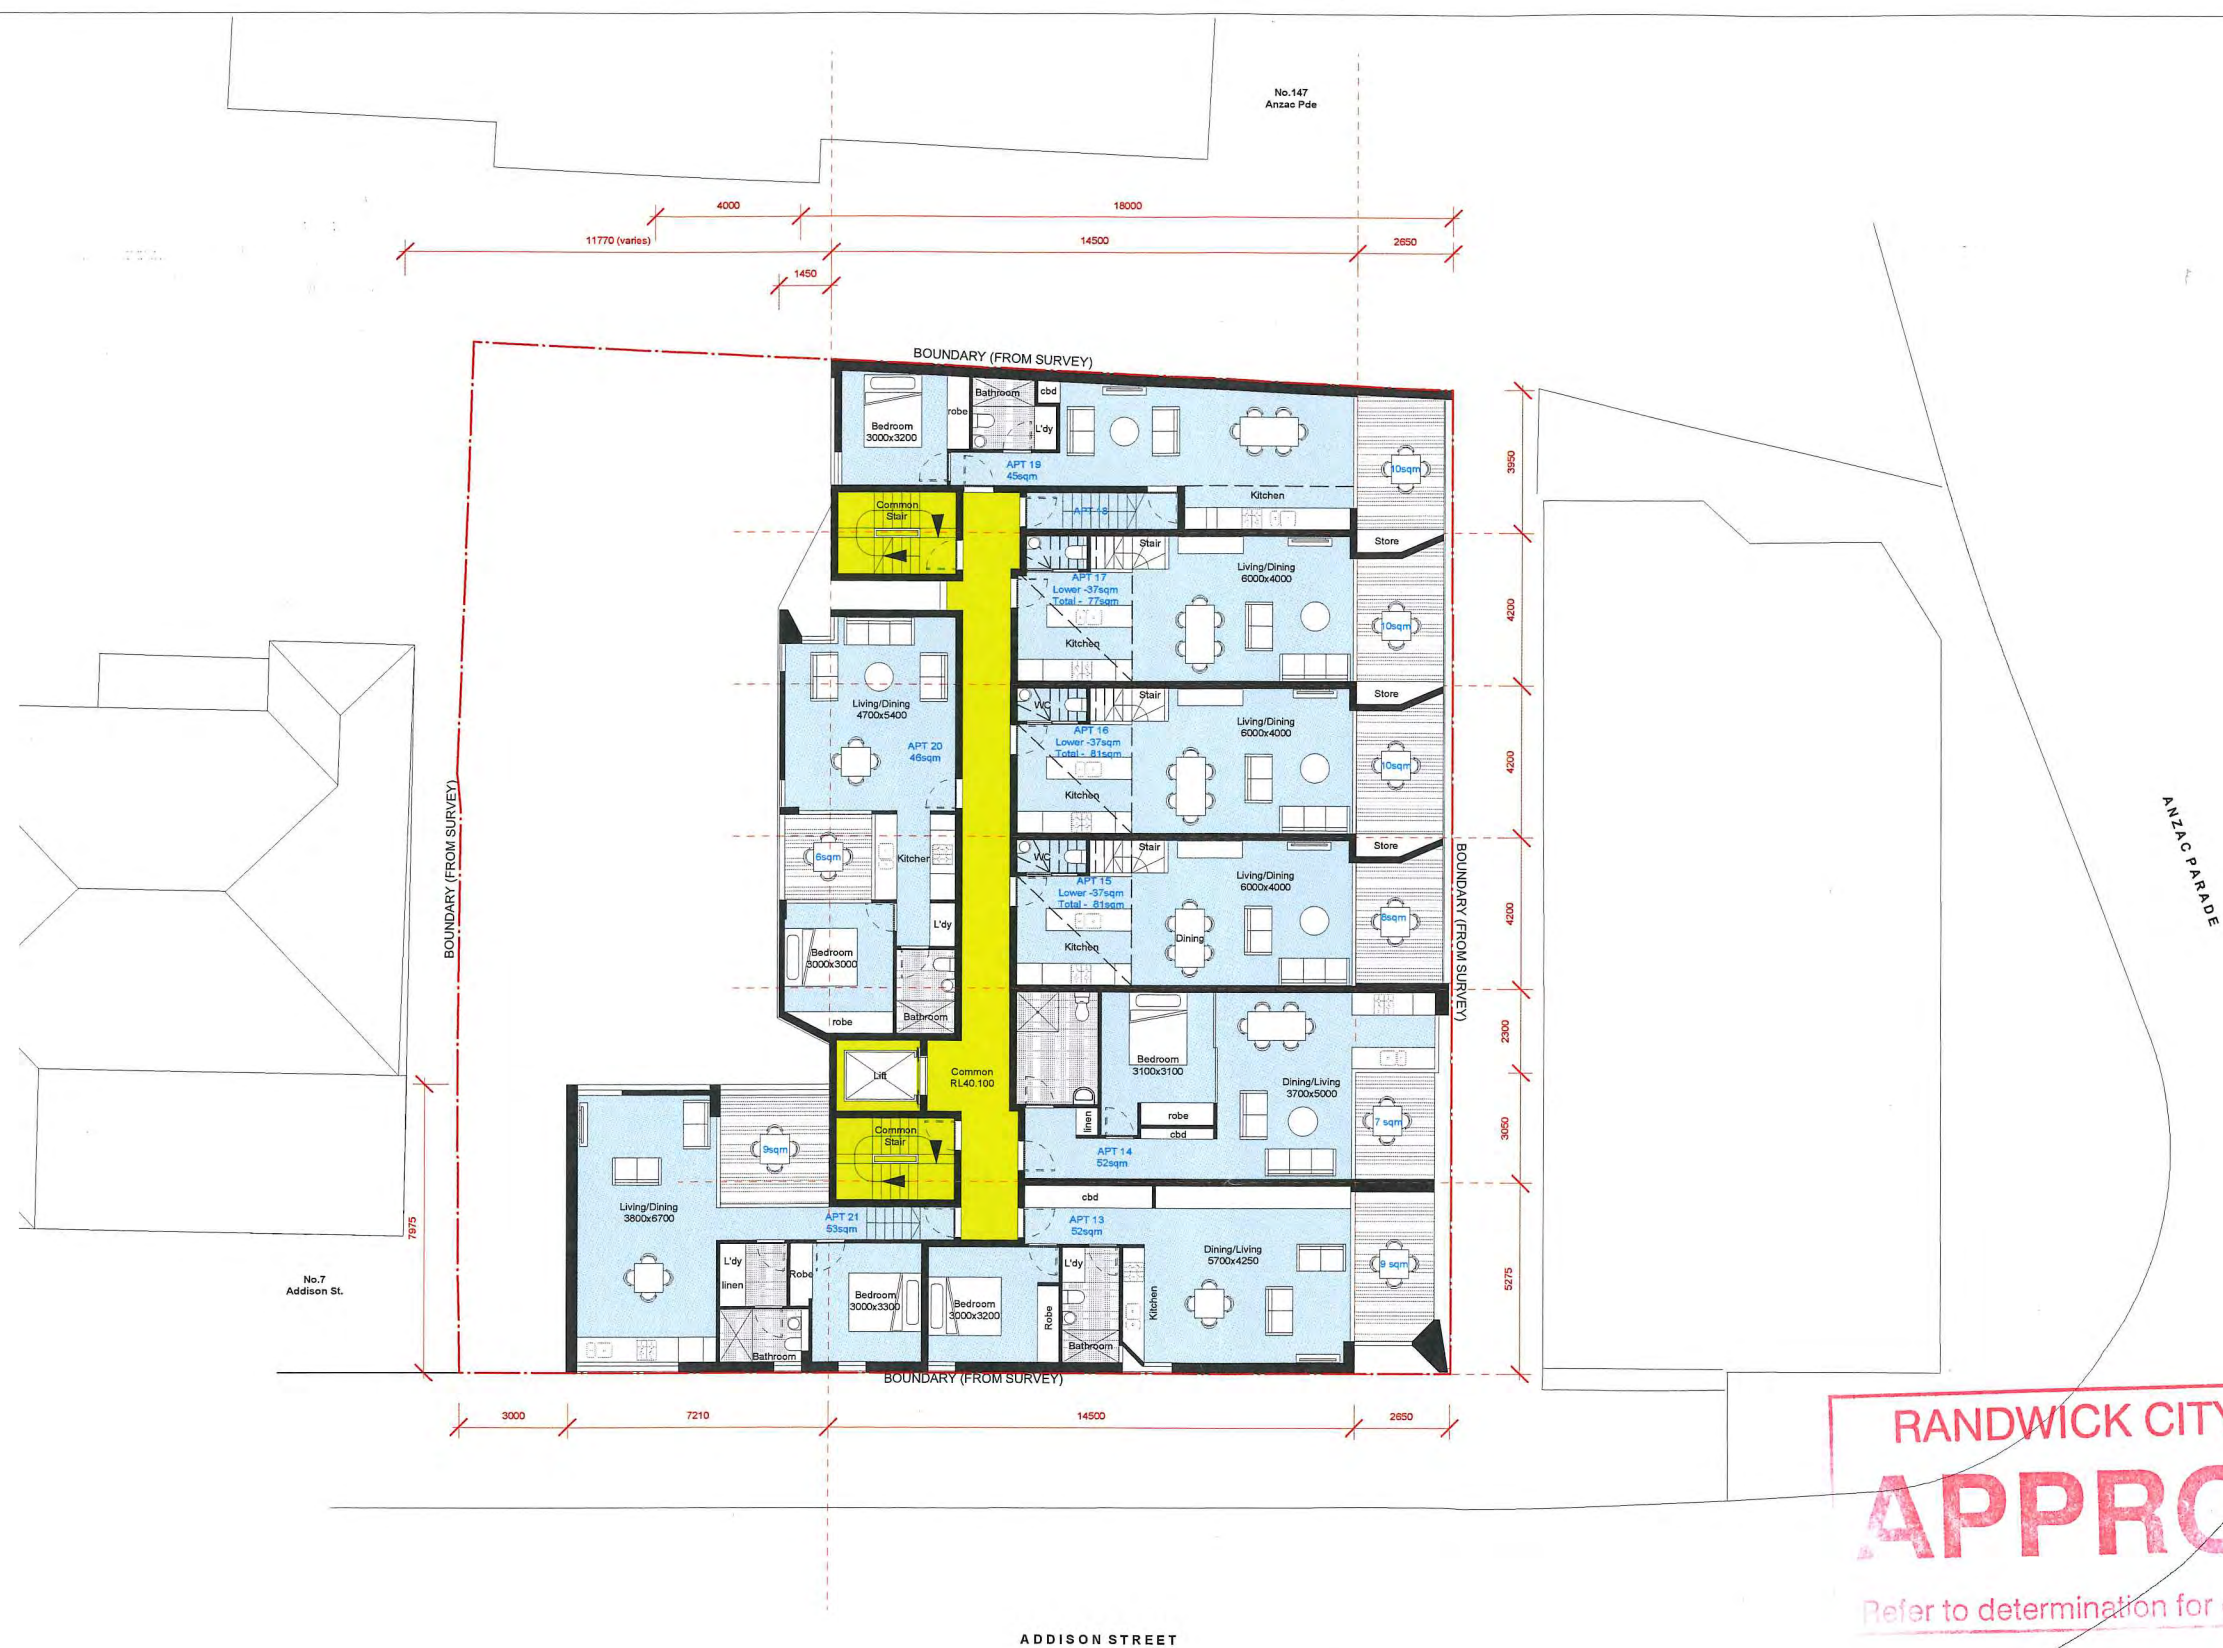 No.147
Anzac Pde
4000
18000
11770 (varies)
14500
2650
1450
BOUNDARY (FROM SURVEY)
Bathroom
cbd
robe
Bedroom
3000x3200
L'dy
APT 19
45sqm
10sqm
3950
Kitchen
Common
Stair
APT 18
Store
Stair
Living/Dining
6000x4000
APT 17
Lower -37sqm
Total - 77sqm
4200
10sqm
Kitchen
Store
Stair
WC
Living/Dining
4700x5400
Living/Dining
6000x4000
APT 16
Lower -37sqm
Total - 81sqm
APT 20
46sqm
10sqm
4200
Kitchen
BOUNDARY (FROM SURVEY)
ANZAC PARADE
Store
Stair
WC
6sqm
Kitchen
Living/Dining
6000x4000
APT 15
Lower -37sqm
Total - 81sqm
4200
8sqm
L'dy
Dining
Kitchen
BOUNDARY (FROM SURVEY)
Bedroom
3000x3000
robe
Bathroom
2300
Bedroom
3100x3100
Lift
Common
RL40.100
Dining/Living
3700x5000
robe
linen
cbd
7 sqm
3050
Common
Stair
9sqm
APT 14
52sqm
cbd
Living/Dining
3800x6700
APT 21
53sqm
APT 13
52sqm
7975
Dining/Living
5700x4250
9 sqm
5275
L'dy
linen
Robe
L'dy
No.7
Addison St.
Bedroom
3000x3300
Bedroom
3000x3200
Robe
Kitchen
Bathroom
Bathroom
BOUNDARY (FROM SURVEY)
3000
7210
14500
2650
RANDWICK CITY
APPRO
Refer to determination for
ADDISON STREET